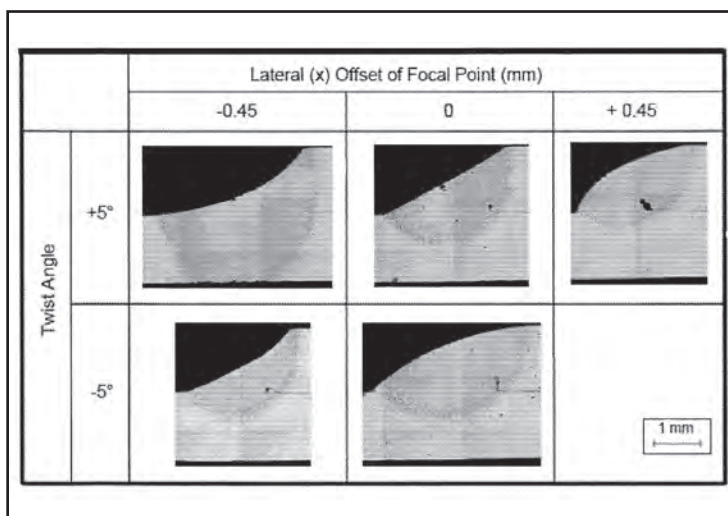 Lateral (x) Offset of Focal Point (mm)
-0.45
0
+ 0.45
Twist Angle
+5°
-5°
1 mm